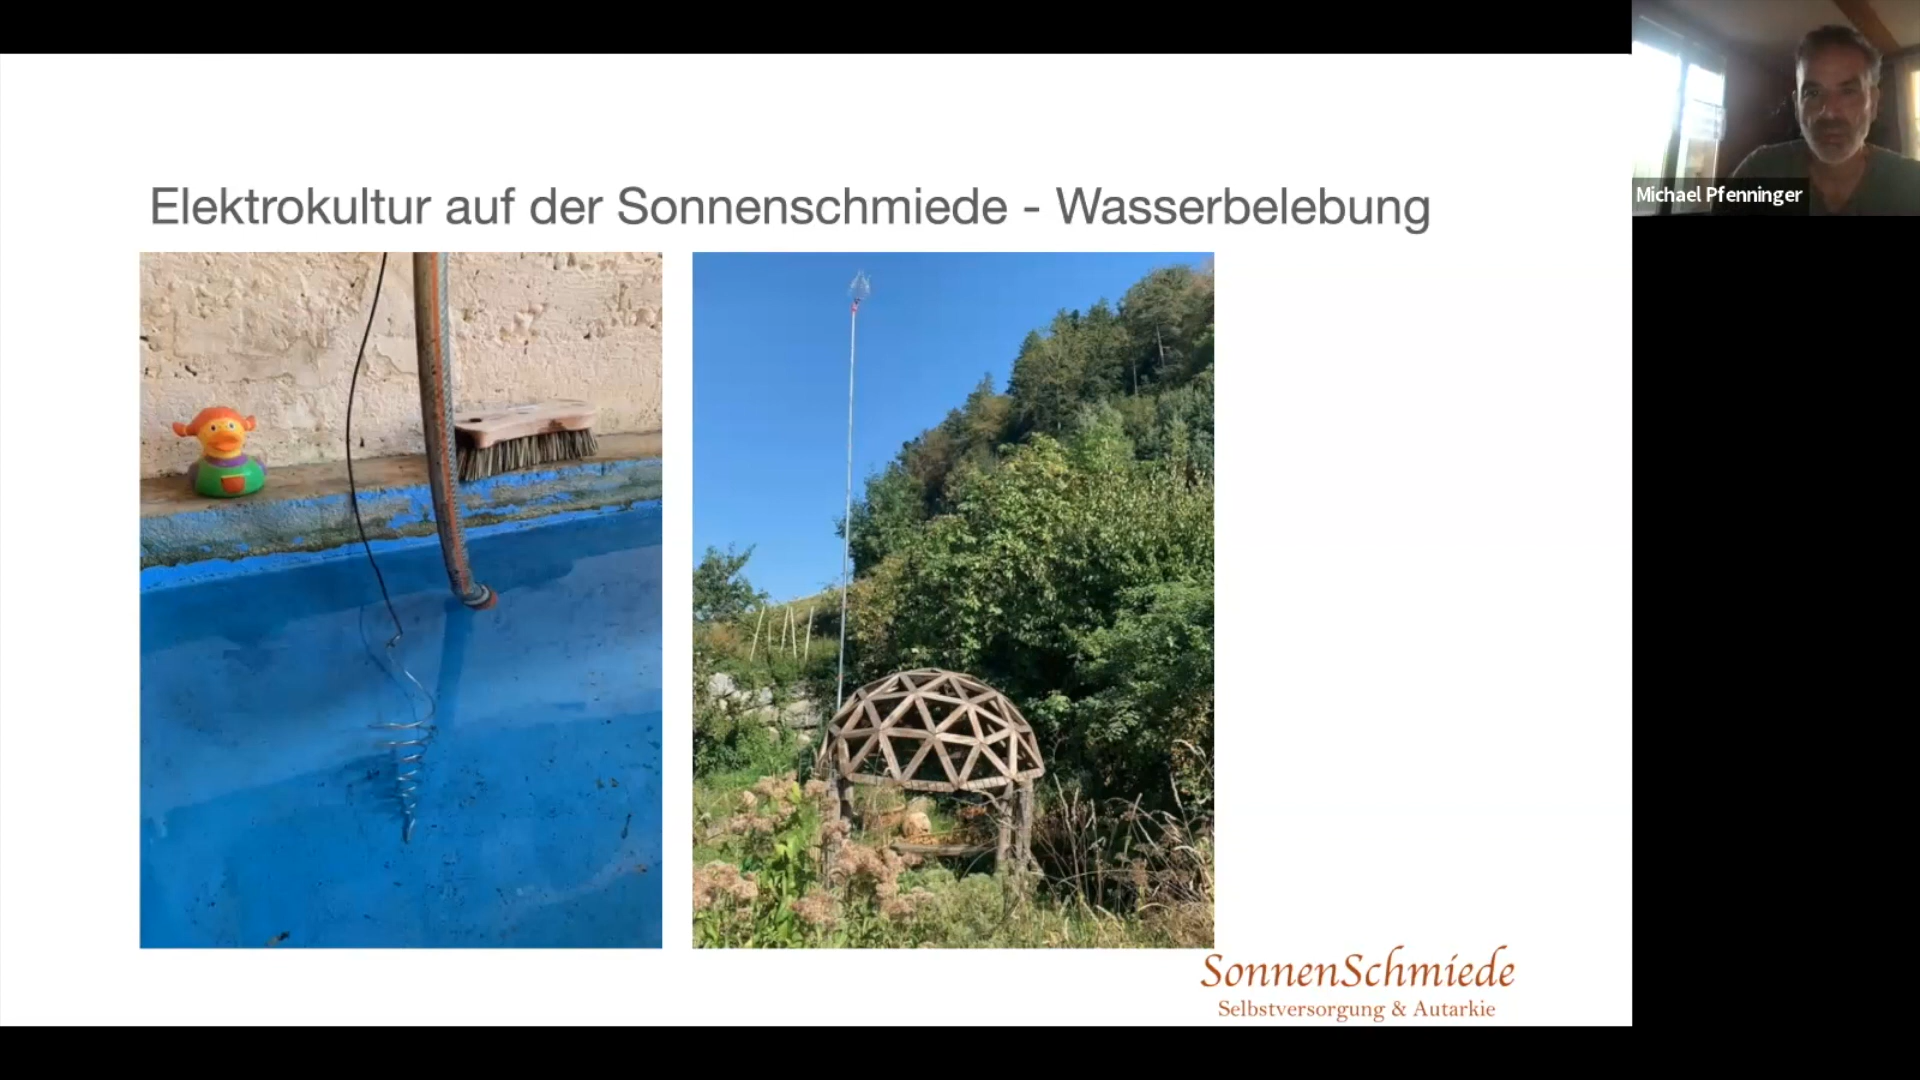 Elektrokultur auf der Sonnenschmiede - Wasserbelebung
Michael Pfenninger
SonnenSchmiede
Selbstversorgung & Autarkie